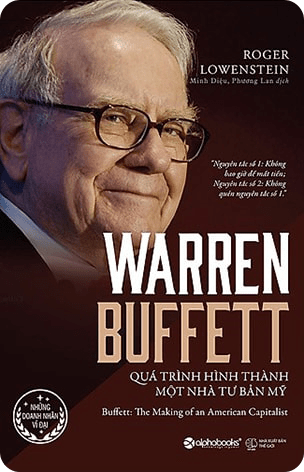 ROGER
LOWENSTEIN
Minh Diệu, Phương Lan dịch
"Nguyên tắc số 1: Không
bao giờ để mất tiền;
Nguyên tắc số 2: Không
quên nguyên tắc số 1."
WARREN
BUFFETT
QUÁ TRÌNH HÌNH THÀNH
MỘT NHÀ TƯ BẢN MỸ
Buffett: The Making of an American Capitalist
NHỮNG
DOANH NHÂN
VĨ ĐẠI
alphabooks
NHÀ XUẤT BẢN
THẾ GIỚI